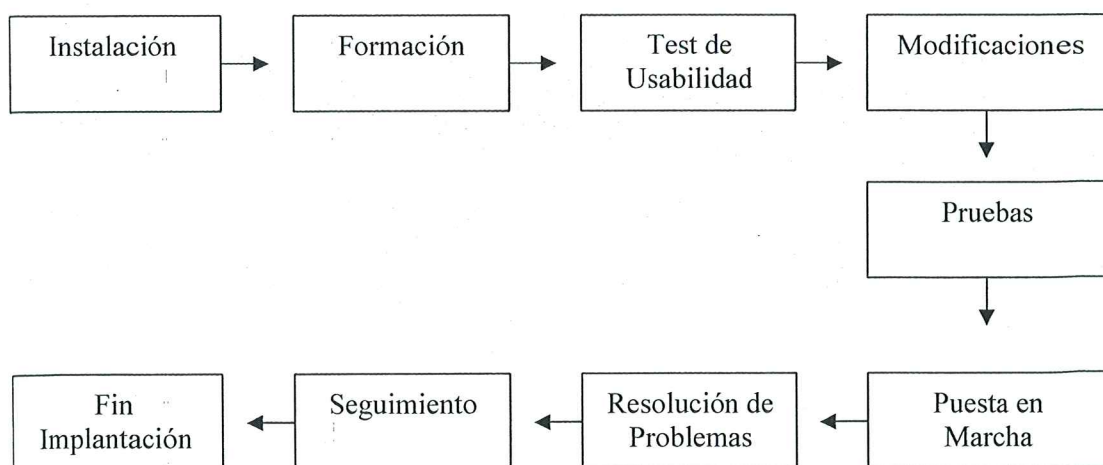 Instalación
Formación
Test de
Usabilidad
Modificaciones
Pruebas
Puesta en
Marcha
Resolución de
Problemas
Seguimiento
Fin
Implantación